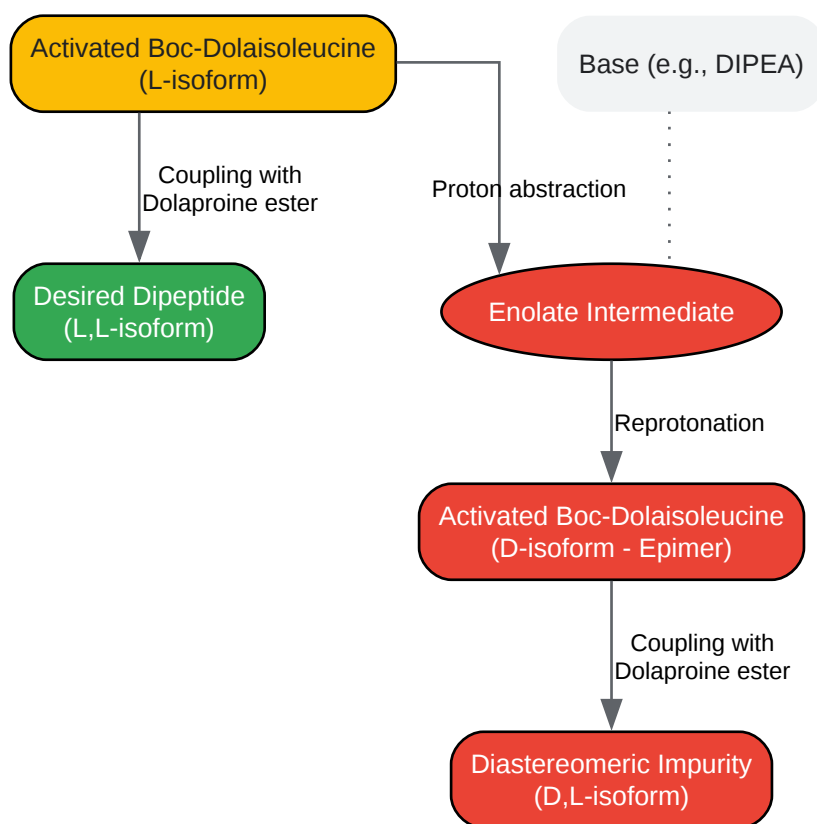 Activated Boc-Dolaisoleucine
(L-isoform)
Base (e.g., DIPEA)
Coupling with
Dolaproine ester
Proton abstraction
Desired Dipeptide
(L,L-isoform)
Enolate Intermediate
Reprotonation
Activated Boc-Dolaisoleucine
(D-isoform - Epimer)
Coupling with
Dolaproine ester
Diastereomeric Impurity
(D,L-isoform)